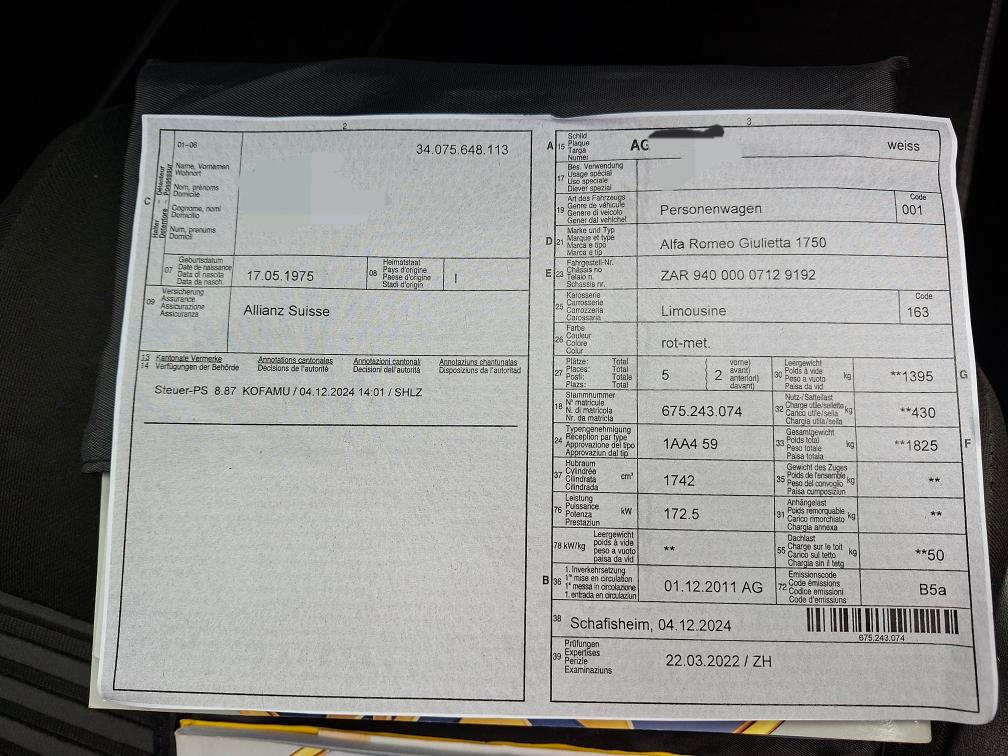 2
01-06
34.075.648.113
C
Halter Détenteur
Detentore Possessur
Name, Vornamen
Wohnort
Nom, prénoms
Domicile
Cognome, nomi
Domicilio
Num, prenums
Domicil
07
Geburtsdatum
Date de naissance
Data di nascita
Data da nasch.
17.05.1975
08
Heimatstaat
Pays d'origine
Paese d'origine
Stadi d'origin
I
09
Versicherung
Assurance
Assicurazione
Assicuranza
Allianz Suisse
13
14
Kantonale Vermerke
Verfügungen der Behörde
Annotations cantonales
Décisions de l'autorité
Annotazioni cantonali
Decisioni dell'autorità
Annotaziuns chantunalas
Disposiziuns da l'autoritad
Steuer-PS 8.87 KOFAMU / 04.12.2024 14:01 / SHLZ
3
A 15
Schild
Plaque
Targa
Numer
AG
weiss
17
Bes. Verwendung
Usage spécial
Uso speciale
Diever spezial
19
Art des Fahrzeugs
Genre de véhicule
Genere di veicolo
Gener dal vehichel
Personenwagen
Code
001
D 21
Marke und Typ
Marque et type
Marca e tipo
Marca e tip
Alfa Romeo Giulietta 1750
E 23
Fahrgestell-Nr.
Châssis no
Telaio n.
Schassis nr.
ZAR 940 000 0712 9192
25
Karosserie
Carrosserie
Carrozzeria
Carossaria
Limousine
Code
163
26
Farbe
Couleur
Colore
Colur
rot-met.
27
Plätze: Total
Places: Total
Posti: Totale
Plazs: Total
5
2
vorne)
avant)
anteriori)
davant)
30
Leergewicht
Poids à vide
Peso a vuoto
Paisa da vid
kg
**1395
G
18
Stammnummer
N° matricule
N. di matricola
Nr. da matricla
675.243.074
32
Nutz-/Sattellast
Charge utile/sellette
Carico utile/sella
Chargia utila/sella
kg
**430
24
Typengenehmigung
Réception par type
Approvazione del tipo
Approvaziun dal tip
1AA4 59
33
Gesamtgewicht
Poids total
Peso totale
Paisa totala
kg
**1825
F
37
Hubraum
Cylindrée
Cilindrata
Cilindrada
cm³
1742
35
Gewicht des Zuges
Poids de l'ensemble
Peso del convoglio
Paisa cumposiziun
kg
**
76
Leistung
Puissance
Potenza
Prestaziun
kW
172.5
31
Anhängelast
Poids remorquable
Carico rimorchiato
Chargia annexa
kg
**
78 kW/kg
Leergewicht
poids à vide
peso a vuoto
paisa da vid
**
55
Dachlast
Charge sur le toit
Carico sul tetto
Chargia sin il tetg
kg
**50
B 36
1. Inverkehrsetzung
1re mise en circulation
1a messa in circolazione
1. entrada en circulaziun
01.12.2011 AG
72
Emissionscode
Code émissions
Codice emissioni
Code d'emissiuns
B5a
38
Schafisheim, 04.12.2024
675.243.074
39
Prüfungen
Expertises
Perizie
Examinaziuns
22.03.2022 / ZH